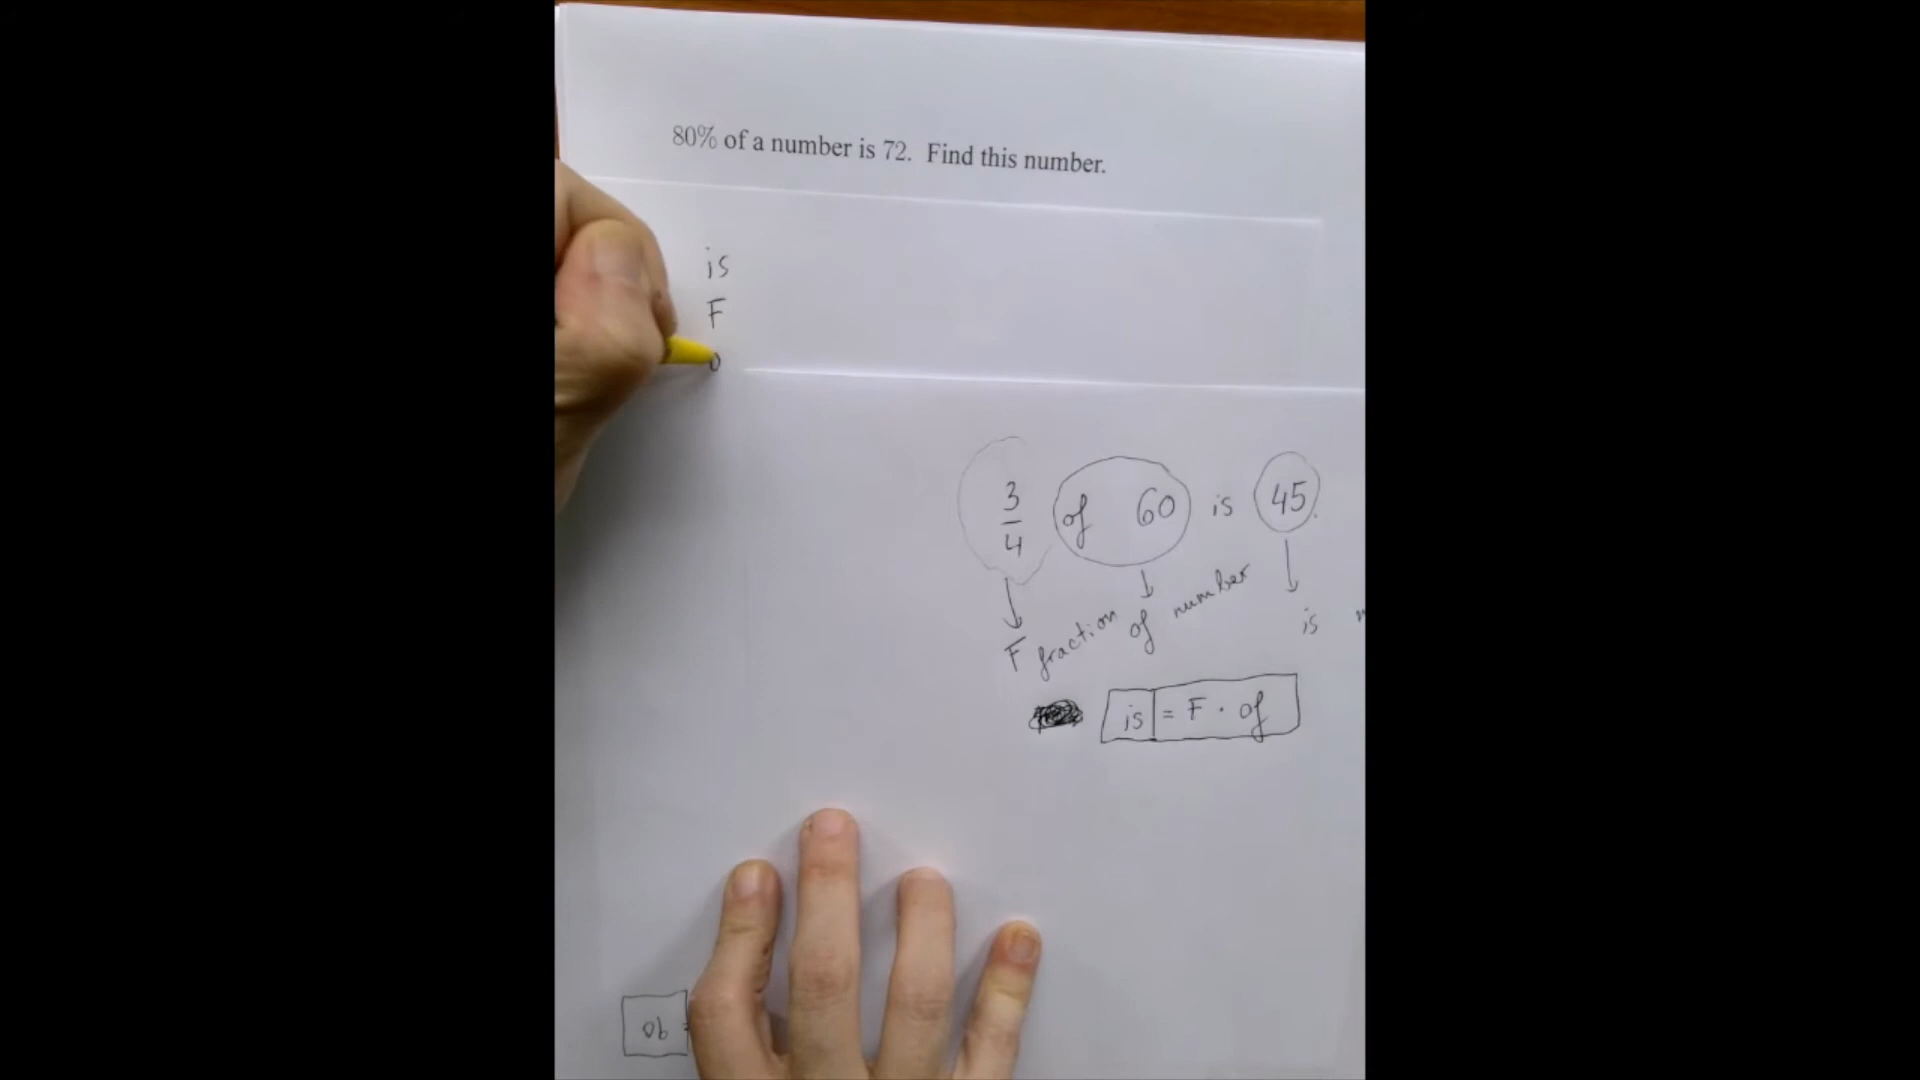 80% of a number is 72. Find this number.
is
F
o
3/4 of 60 is 45.
F fraction of number is
is = F · of